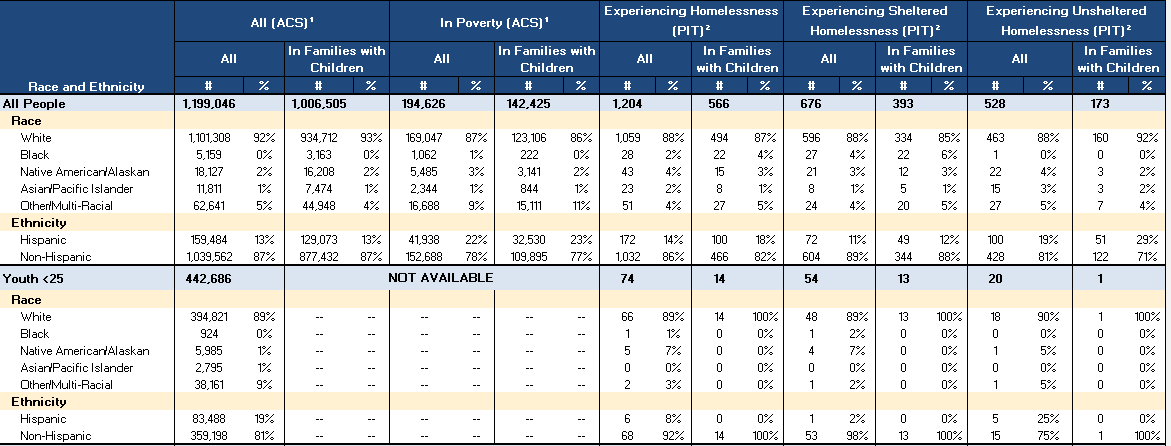 All (ACS)¹ In Poverty (ACS)¹ Experiencing Homelessness (PIT)² Experiencing Sheltered Homelessness (PIT)² Experiencing Unsheltered Homelessness (PIT)²
All In Families with Children All In Families with Children All In Families with Children All In Families with Children All In Families with Children
Race and Ethnicity # % # % # % # % # % # % # % # % # % # %
All People 1,199,046 1,006,505 194,626 142,425 1,204 566 676 393 528 173
Race
White 1,101,308 92% 934,712 93% 169,047 87% 123,106 86% 1,059 88% 494 87% 596 88% 334 85% 463 88% 160 92%
Black 5,159 0% 3,163 0% 1,062 1% 222 0% 28 2% 22 4% 27 4% 22 6% 1 0% 0 0%
Native American/Alaskan 18,127 2% 16,208 2% 5,485 3% 3,141 2% 43 4% 15 3% 21 3% 12 3% 22 4% 3 2%
Asian/Pacific Islander 11,811 1% 7,474 1% 2,344 1% 844 1% 23 2% 8 1% 8 1% 5 1% 15 3% 3 2%
Other/Multi-Racial 62,641 5% 44,948 4% 16,688 9% 15,111 11% 51 4% 27 5% 24 4% 20 5% 27 5% 7 4%
Ethnicity
Hispanic 159,484 13% 129,073 13% 41,938 22% 32,530 23% 172 14% 100 18% 72 11% 49 12% 100 19% 51 29%
Non-Hispanic 1,039,562 87% 877,432 87% 152,688 78% 109,895 77% 1,032 86% 466 82% 604 89% 344 88% 428 81% 122 71%
Youth <25 442,686 NOT AVAILABLE 74 14 54 13 20 1
Race
White 394,821 89% -- -- -- -- -- -- 66 89% 14 100% 48 89% 13 100% 18 90% 1 100%
Black 924 0% -- -- -- -- -- -- 1 1% 0 0% 1 2% 0 0% 0 0% 0 0%
Native American/Alaskan 5,985 1% -- -- -- -- -- -- 5 7% 0 0% 4 7% 0 0% 1 5% 0 0%
Asian/Pacific Islander 2,795 1% -- -- -- -- -- -- 0 0% 0 0% 0 0% 0 0% 0 0% 0 0%
Other/Multi-Racial 38,161 9% -- -- -- -- -- -- 2 3% 0 0% 1 2% 0 0% 1 5% 0 0%
Ethnicity
Hispanic 83,488 19% -- -- -- -- -- -- 6 8% 0 0% 1 2% 0 0% 5 25% 0 0%
Non-Hispanic 359,198 81% -- -- -- -- -- -- 68 92% 14 100% 53 98% 13 100% 15 75% 1 100%